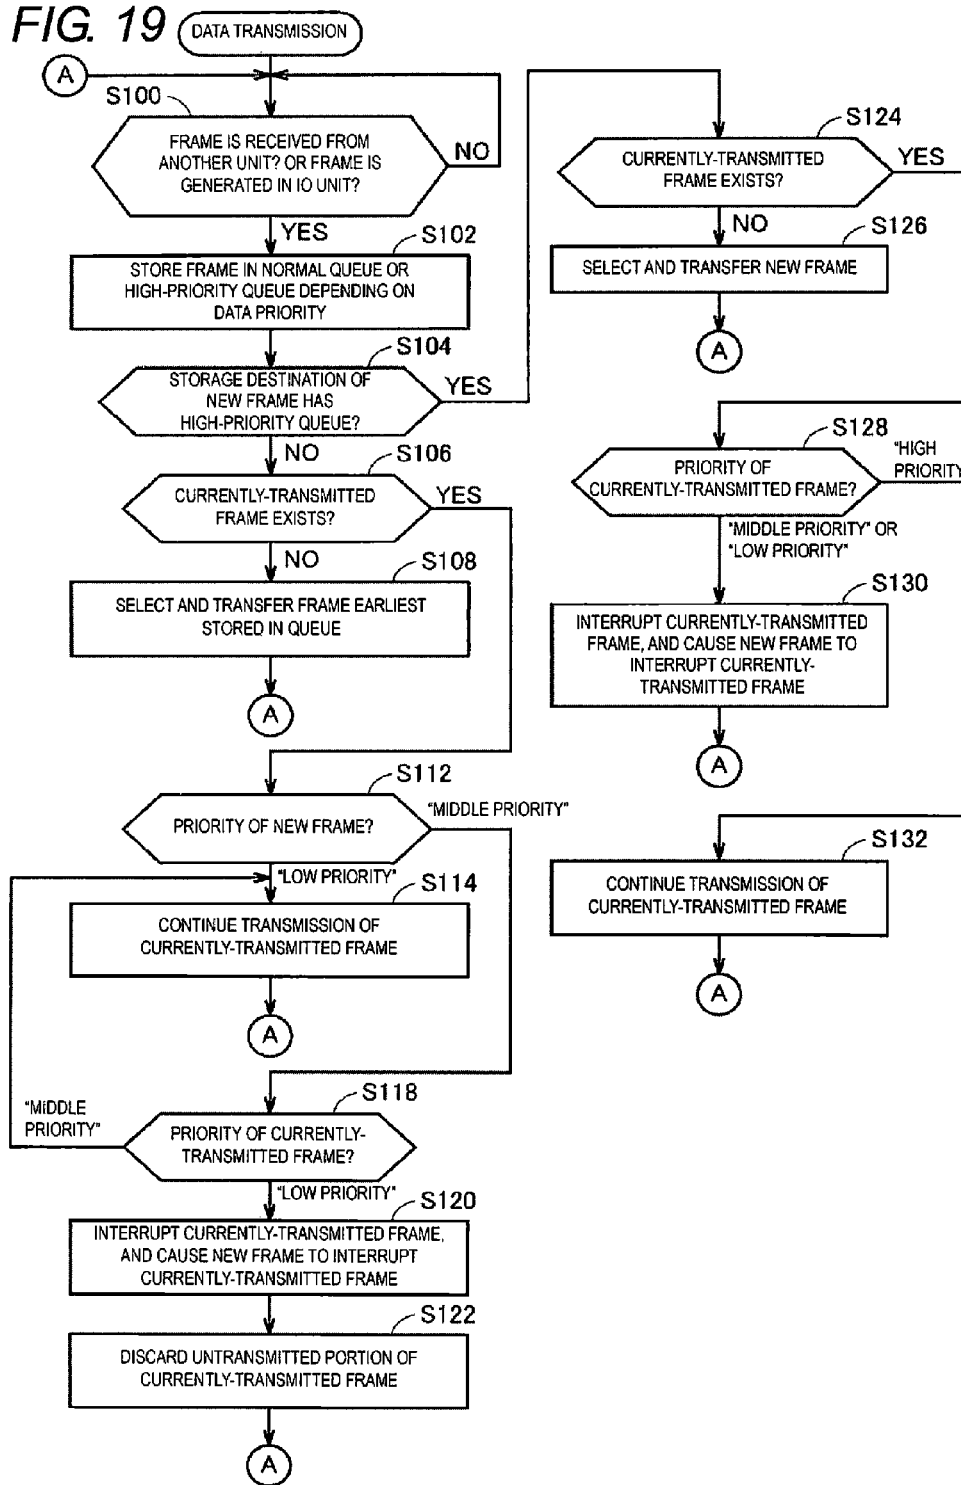 FIG. 19
DATA TRANSMISSION
A
S100
FRAME IS RECEIVED FROM
ANOTHER UNIT? OR FRAME IS
GENERATED IN IO UNIT?
NO
YES
S102
STORE FRAME IN NORMAL QUEUE OR
HIGH-PRIORITY QUEUE DEPENDING ON
DATA PRIORITY
S104
STORAGE DESTINATION OF
NEW FRAME HAS
HIGH-PRIORITY QUEUE?
YES
NO
S106
CURRENTLY-TRANSMITTED
FRAME EXISTS?
YES
NO
S108
SELECT AND TRANSFER FRAME EARLIEST
STORED IN QUEUE
A
S112
PRIORITY OF NEW FRAME?
"MIDDLE PRIORITY"
"LOW PRIORITY"
S114
CONTINUE TRANSMISSION OF
CURRENTLY-TRANSMITTED FRAME
A
S118
"MIDDLE
PRIORITY"
PRIORITY OF CURRENTLY-
TRANSMITTED FRAME?
"LOW PRIORITY"
S120
INTERRUPT CURRENTLY-TRANSMITTED FRAME,
AND CAUSE NEW FRAME TO INTERRUPT
CURRENTLY-TRANSMITTED FRAME
S122
DISCARD UNTRANSMITTED PORTION OF
CURRENTLY-TRANSMITTED FRAME
A
S124
CURRENTLY-TRANSMITTED
FRAME EXISTS?
YES
NO
S126
SELECT AND TRANSFER NEW FRAME
A
S128
PRIORITY OF
CURRENTLY-TRANSMITTED FRAME?
"HIGH
PRIORITY"
"MIDDLE PRIORITY" OR
"LOW PRIORITY"
S130
INTERRUPT CURRENTLY-TRANSMITTED
FRAME, AND CAUSE NEW FRAME TO
INTERRUPT CURRENTLY-
TRANSMITTED FRAME
A
S132
CONTINUE TRANSMISSION OF
CURRENTLY-TRANSMITTED FRAME
A